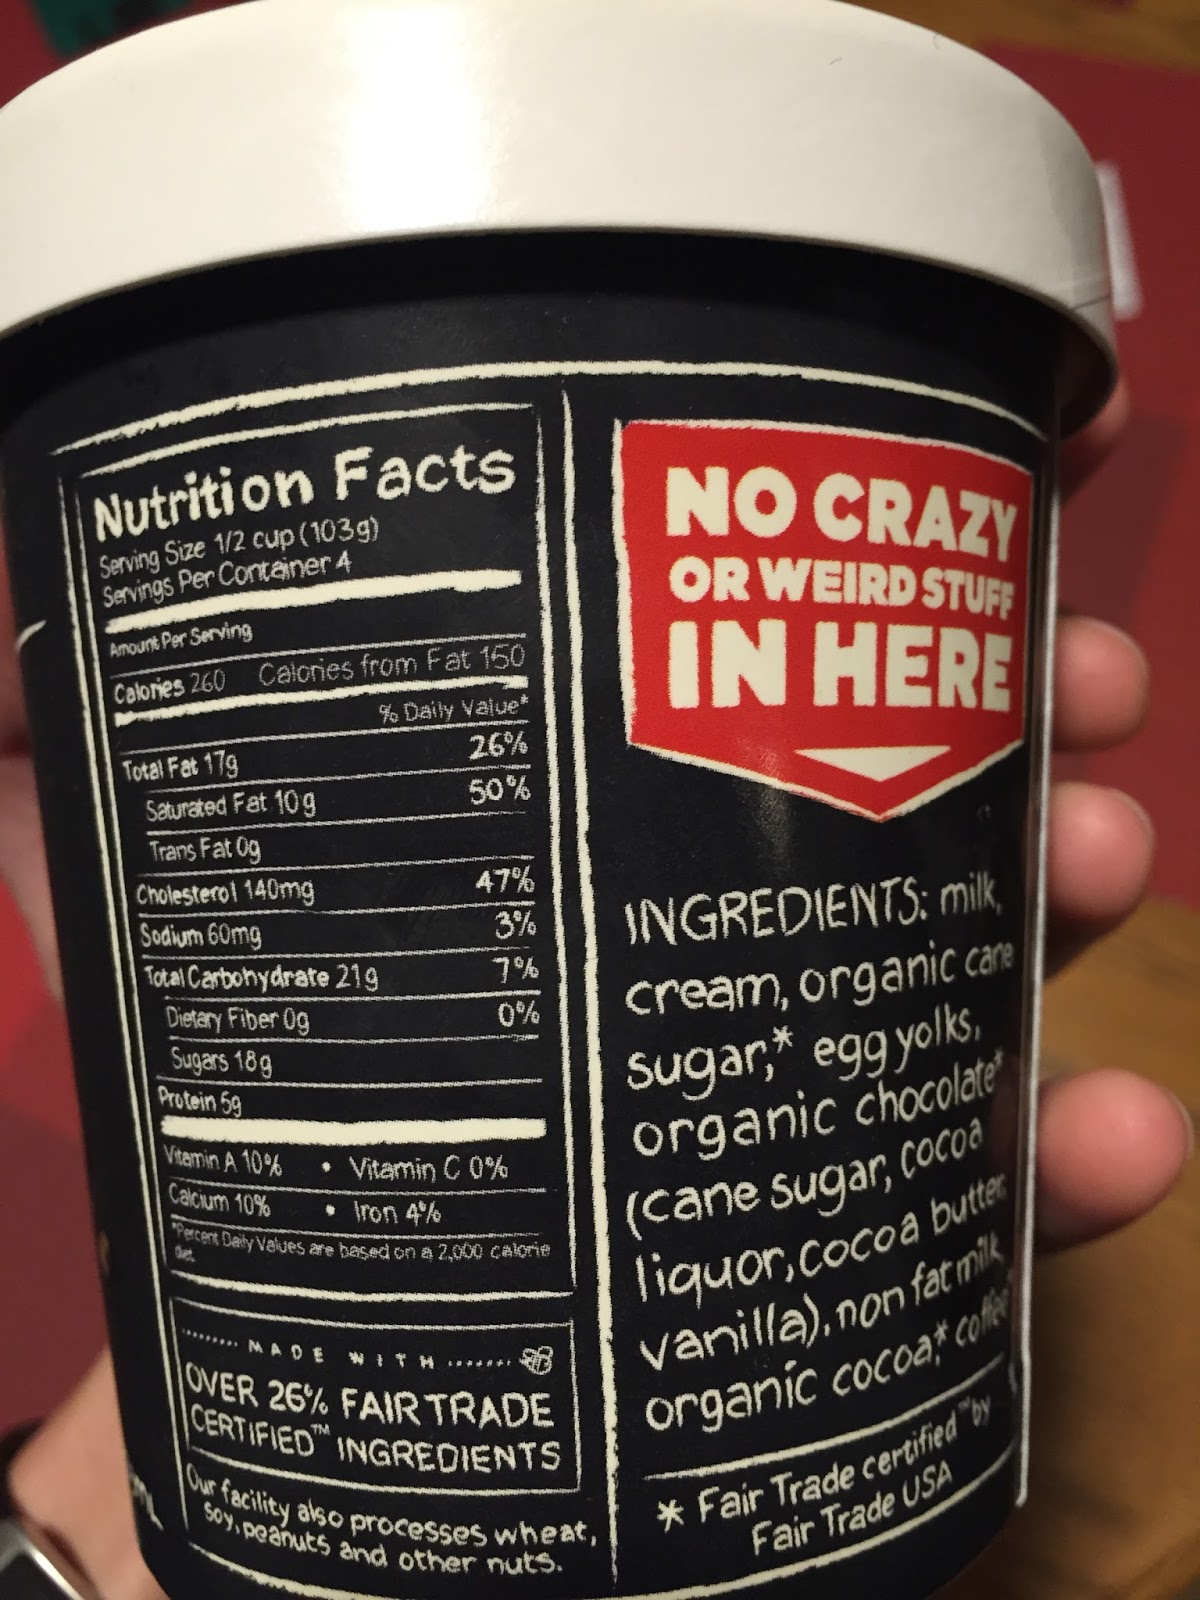 Nutrition Facts
Serving Size 1/2 cup (103g)
Servings Per Container 4
Amount Per Serving
Calories 260 Calories from Fat 150
% Daily Value*
Total Fat 17g 26%
Saturated Fat 10g 50%
Trans Fat 0g
Cholesterol 140mg 47%
Sodium 60mg 3%
Total Carbohydrate 21g 7%
Dietary Fiber 0g 0%
Sugars 18g
Protein 5g
Vitamin A 10% • Vitamin C 0%
Calcium 10% • Iron 4%
*Percent Daily Values are based on a 2,000 calorie
diet.
MADE WITH
OVER 26% FAIR TRADE
CERTIFIED™ INGREDIENTS
Our facility also processes wheat,
soy, peanuts and other nuts.
NO CRAZY
OR WEIRD STUFF
IN HERE
INGREDIENTS: milk,
cream, organic cane
sugar,* egg yolks,
organic chocolate*
(cane sugar, cocoa
liquor, cocoa butter,
vanilla), non fat milk,
organic cocoa,* coffee
* Fair Trade certified™ by
Fair Trade USA